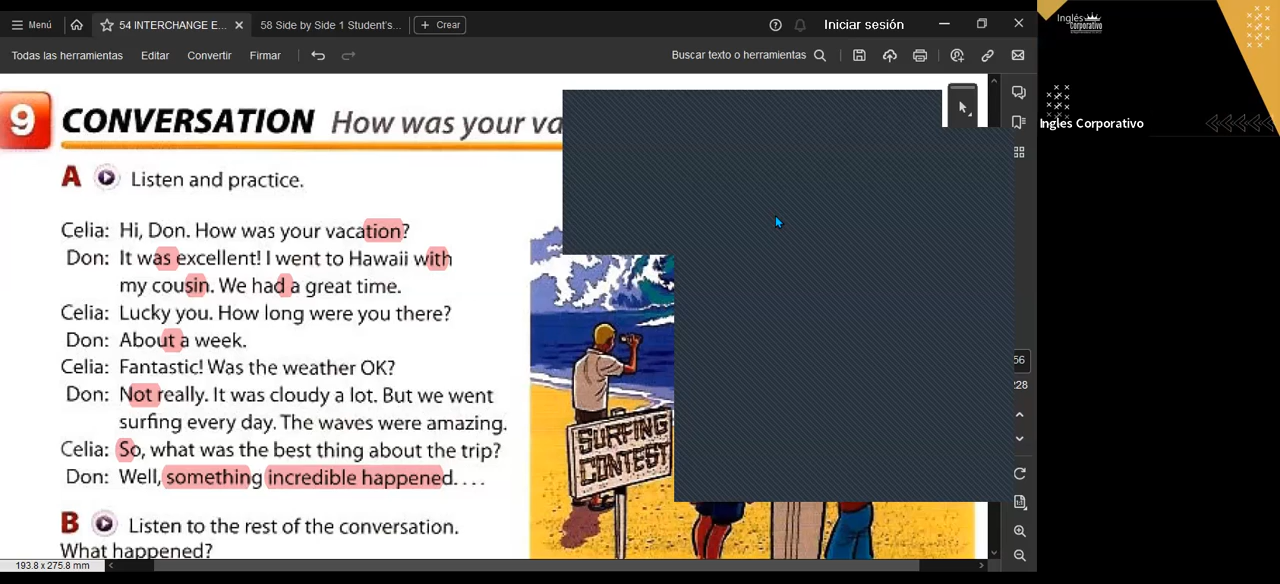 Menú
54 INTERCHANGE E...
58 Side by Side 1 Student's...
Crear
Iniciar sesión
Todas las herramientas Editar Convertir Firmar
Buscar texto o herramientas
Inglés Corporativo
Ingles Corporativo
9 CONVERSATION How was your va
A Listen and practice.
Celia: Hi, Don. How was your vacation?
Don: It was excellent! I went to Hawaii with
my cousin. We had a great time.
Celia: Lucky you. How long were you there?
Don: About a week.
Celia: Fantastic! Was the weather OK?
Don: Not really. It was cloudy a lot. But we went
surfing every day. The waves were amazing.
Celia: So, what was the best thing about the trip?
Don: Well, something incredible happened. . . .
SURFING
CONTEST
B Listen to the rest of the conversation.
What happened?
56
228
193.8 x 275.8 mm